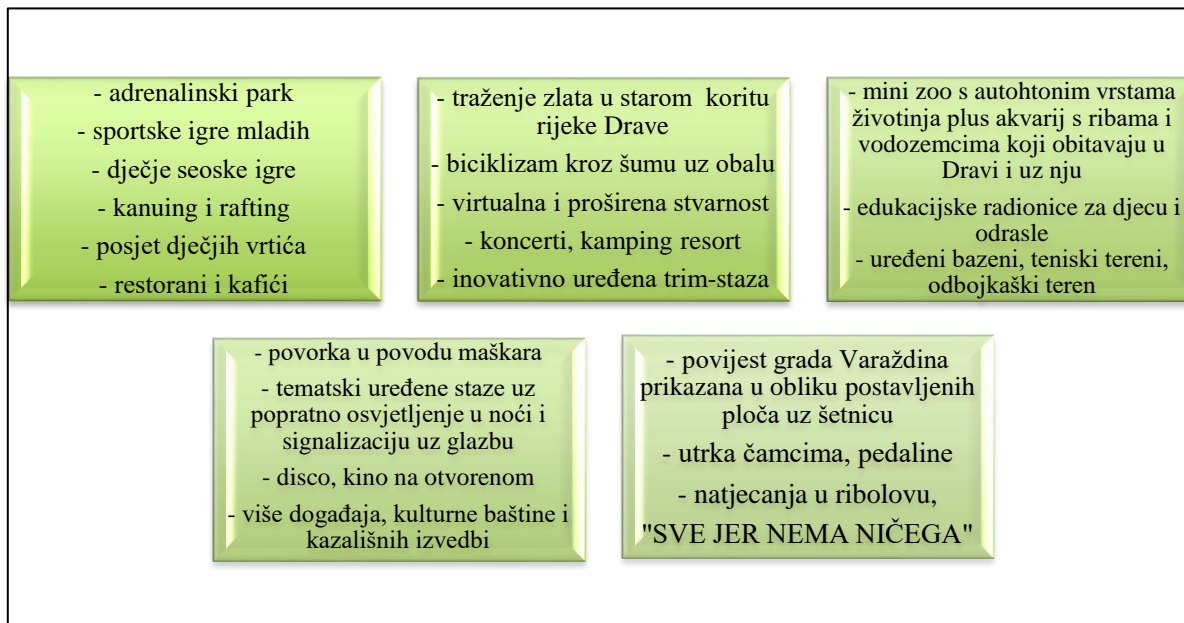 - adrenalinski park
- sportske igre mladih
- dječje seoske igre
- kanuing i rafting
- posjet dječjih vrtića
- restorani i kafići
- traženje zlata u starom koritu
rijeke Drave
- biciklizam kroz šumu uz obalu
- virtualna i proširena stvarnost
- koncerti, kamping resort
- inovativno uređena trim-staza
- mini zoo s autohtonim vrstama
životinja plus akvarij s ribama i
vodozemcima koji obitavaju u
Dravi i uz nju
- edukacijske radionice za djecu i
odrasle
- uređeni bazeni, teniski tereni,
odbojkaški teren
- povorka u povodu maškara
- tematski uređene staze uz
popratno osvjetljenje u noći i
signalizaciju uz glazbu
- disco, kino na otvorenom
- više događaja, kulturne baštine i
kazališnih izvedbi
- povijest grada Varaždina
prikazana u obliku postavljenih
ploča uz šetnicu
- utrka čamcima, pedaline
- natjecanja u ribolovu,
"SVE JER NEMA NIČEGA"